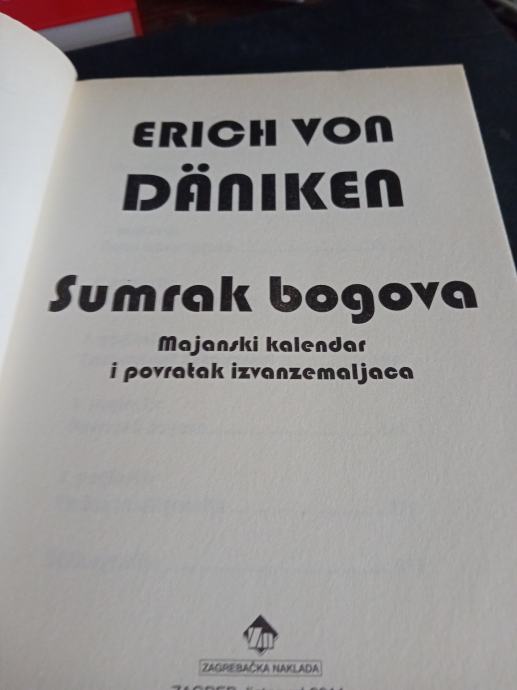 ERICH VON
DÄNIKEN
Sumrak bogova
Majanski kalendar
i povratak izvanzemaljaca
ZAGREBAČKA NAKLADA